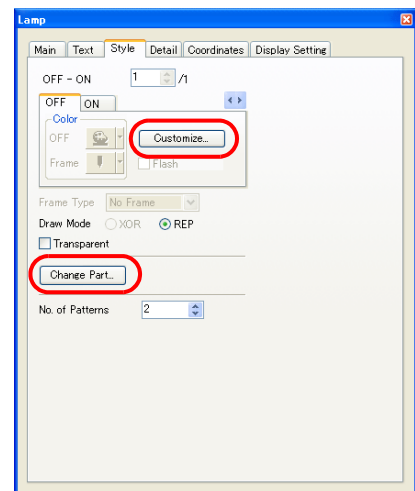 Lamp
Main Text Style Detail Coordinates Display Setting
OFF - ON 1 /1
OFF ON
Color
OFF Customize...
Frame Flash
Frame Type No Frame
Draw Mode XOR REP
Transparent
Change Part...
No. of Patterns 2